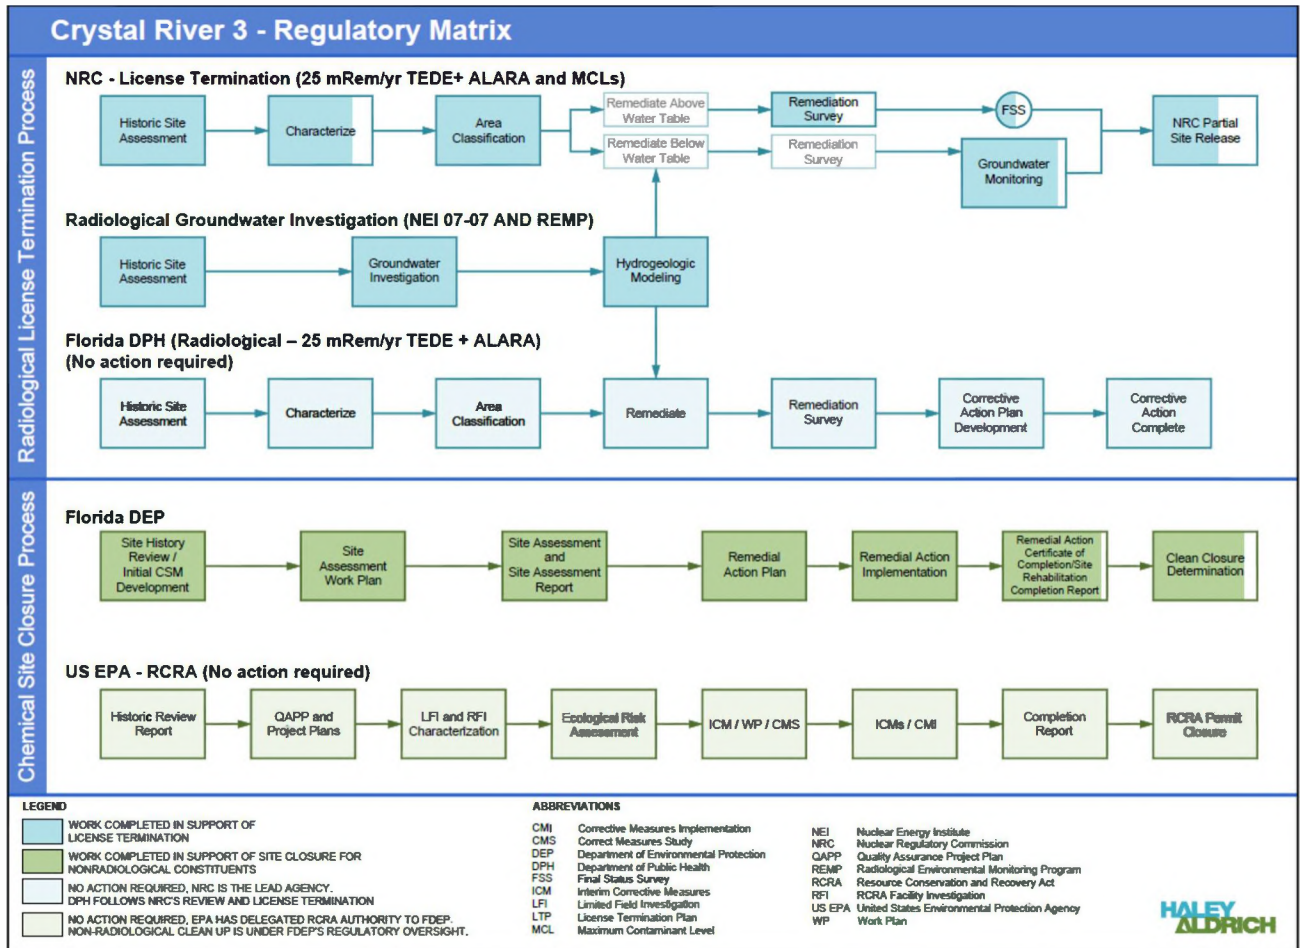 Crystal River 3 - Regulatory Matrix
Radiological License Termination Process
NRC - License Termination (25 mRem/yr TEDE+ ALARA and MCLs)
Historic Site
Assessment
Characterize
Area
Classification
Remediate Above
Water Table
Remediation
Survey
FSS
NRC Partial
Site Release
Remediate Below
Water Table
Remediation
Survey
Groundwater
Monitoring
Radiological Groundwater Investigation (NEI 07-07 AND REMP)
Historic Site
Assessment
Groundwater
Investigation
Hydrogeologic
Modeling
Florida DPH (Radiological – 25 mRem/yr TEDE + ALARA)
(No action required)
Historic Site
Assessment
Characterize
Area
Classification
Remediate
Remediation
Survey
Corrective
Action Plan
Development
Corrective
Action
Complete
Chemical Site Closure Process
Florida DEP
Site History
Review /
Initial CSM
Development
Site
Assessment
Work Plan
Site Assessment
and
Site Assessment
Report
Remedial
Action Plan
Remedial Action
Implementation
Remedial Action
Certificate of
Completion/Site
Rehabilitation
Completion Report
Clean Closure
Determination
US EPA - RCRA (No action required)
Historic Review
Report
QAPP and
Project Plans
LFI and RFI
Characterization
Ecological Risk
Assessment
ICM / WP / CMS
ICMs / CMI
Completion
Report
RCRA Permit
Closure
LEGEND
WORK COMPLETED IN SUPPORT OF
LICENSE TERMINATION
WORK COMPLETED IN SUPPORT OF SITE CLOSURE FOR
NONRADIOLOGICAL CONSTITUENTS
NO ACTION REQUIRED, NRC IS THE LEAD AGENCY.
DPH FOLLOWS NRC'S REVIEW AND LICENSE TERMINATION
NO ACTION REQUIRED, EPA HAS DELEGATED RCRA AUTHORITY TO FDEP.
NON-RADIOLOGICAL CLEAN UP IS UNDER FDEP'S REGULATORY OVERSIGHT.
ABBREVIATIONS
CMI Corrective Measures Implementation
CMS Correct Measures Study
DEP Department of Environmental Protection
DPH Department of Public Health
FSS Final Status Survey
ICM Interim Corrective Measures
LFI Limited Field Investigation
LTP License Termination Plan
MCL Maximum Contaminant Level
NEI Nuclear Energy Institute
NRC Nuclear Regulatory Commission
QAPP Quality Assurance Project Plan
REMP Radiological Environmental Monitoring Program
RCRA Resource Conservation and Recovery Act
RFI RCRA Facility Investigation
US EPA United States Environmental Protection Agency
WP Work Plan
HALEY
ALDRICH